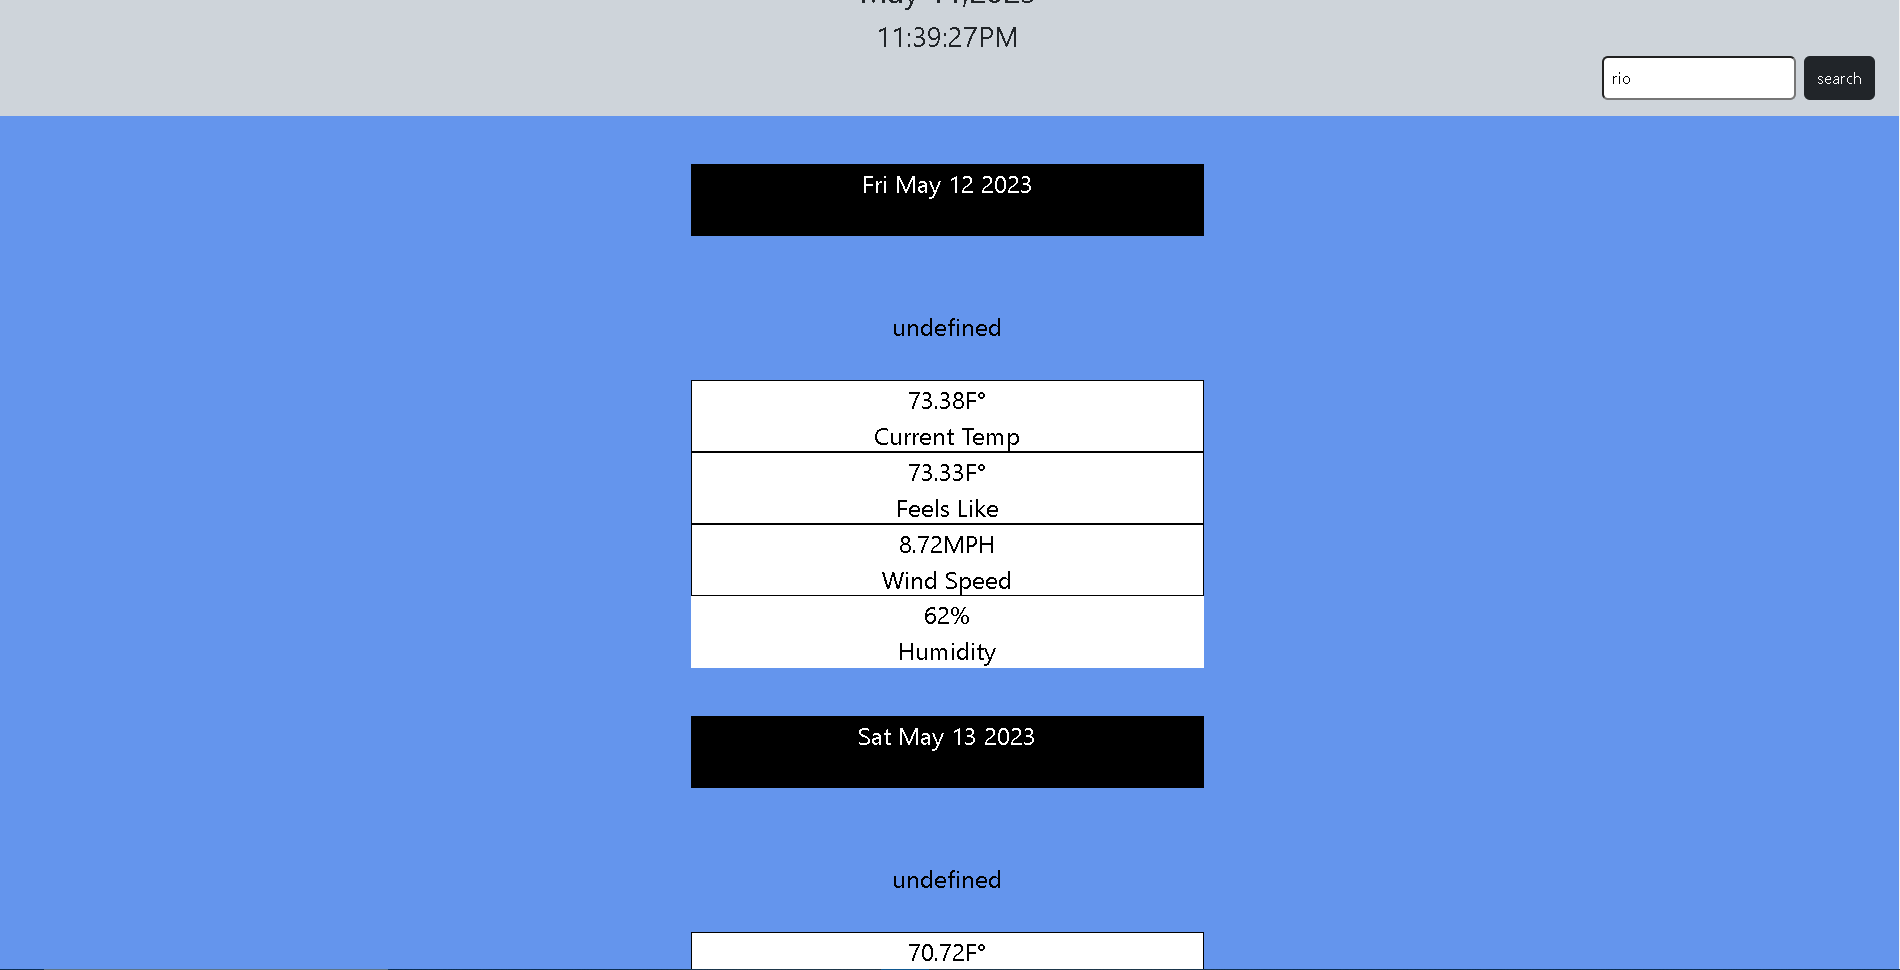 11:39:27PM
rio
search
Fri May 12 2023
undefined
73.38F°
Current Temp
73.33F°
Feels Like
8.72MPH
Wind Speed
62%
Humidity
Sat May 13 2023
undefined
70.72F°